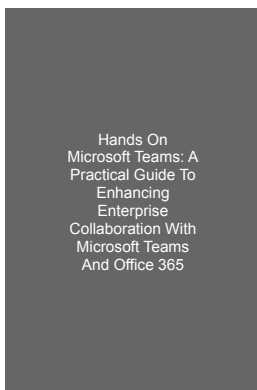 Hands On
Microsoft Teams: A
Practical Guide To
Enhancing
Enterprise
Collaboration With
Microsoft Teams
And Office 365